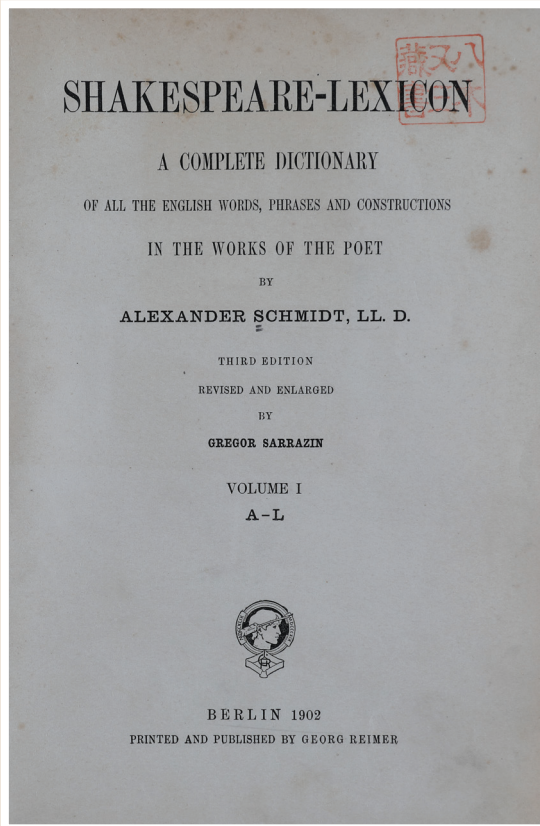 SHAKESPEARE-LEXICON
A COMPLETE DICTIONARY
OF ALL THE ENGLISH WORDS, PHRASES AND CONSTRUCTIONS
IN THE WORKS OF THE POET
BY
ALEXANDER SCHMIDT, LL. D.
THIRD EDITION
REVISED AND ENLARGED
BY
GREGOR SARRAZIN
VOLUME I
A–L
BERLIN 1902
PRINTED AND PUBLISHED BY GEORG REIMER